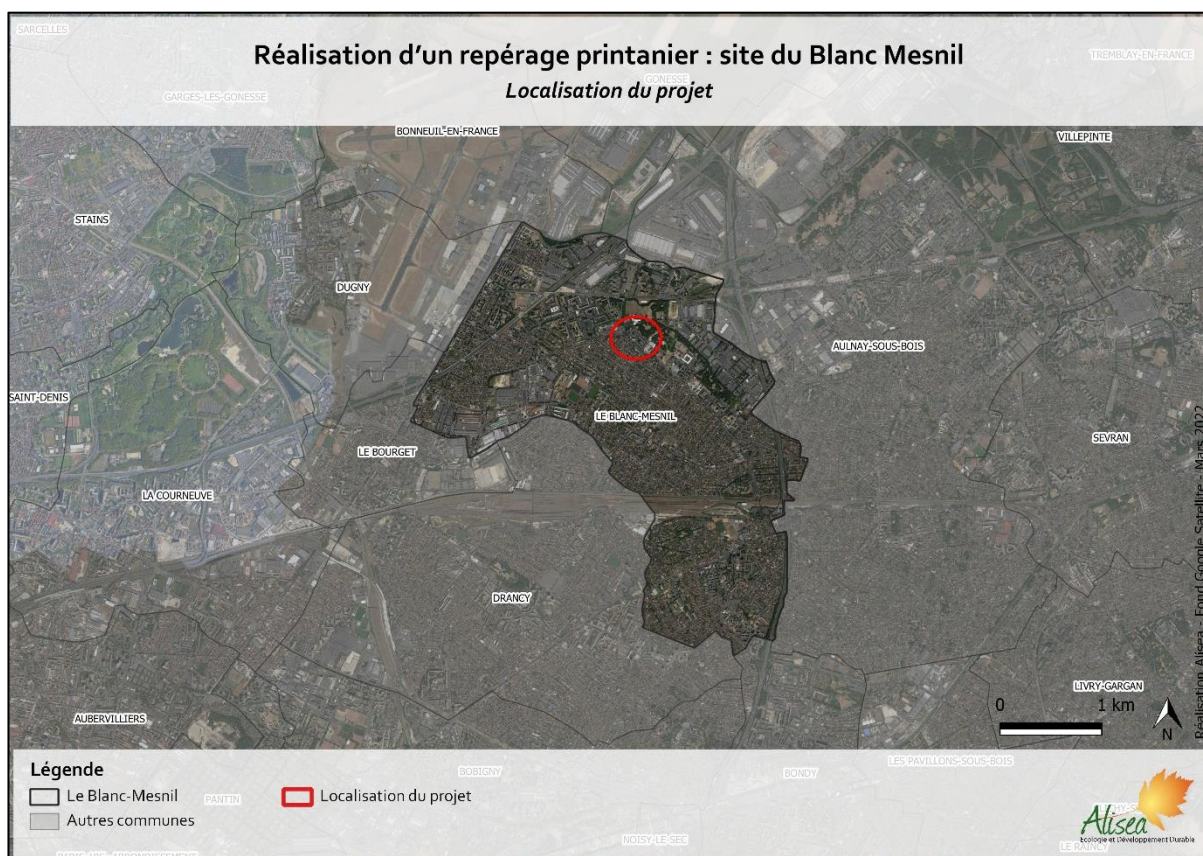 SARCELLES
Réalisation d'un repérage printanier : site du Blanc Mesnil
TREMBLAY-EN-FRANCE
GONESSE
Localisation du projet
GARGES-LES-GONESSE
BONNEUIL-EN-FRANCE
VILLEPINTE
STAINS
DUGNY
AULNAY-SOUS-BOIS
SAINT-DENIS
LE BLANC-MESNIL
LE BOURGET
SEVRAN
LA COURNEUVE
DRANCY
LIVRY-GARGAN
AUBERVILLIERS
0 1 km
N
Réalisation Alisea, Fond Google Satellite - Mars
Légende
LES PAVILLONS-SOUS-BOIS
BOBIGNY
BONDY
Le Blanc-Mesnil
Localisation du projet
PANTIN
Autres communes
NOISY-LE-SEC
Alisea
Ecologie et Développement Durable
LE RAINCY